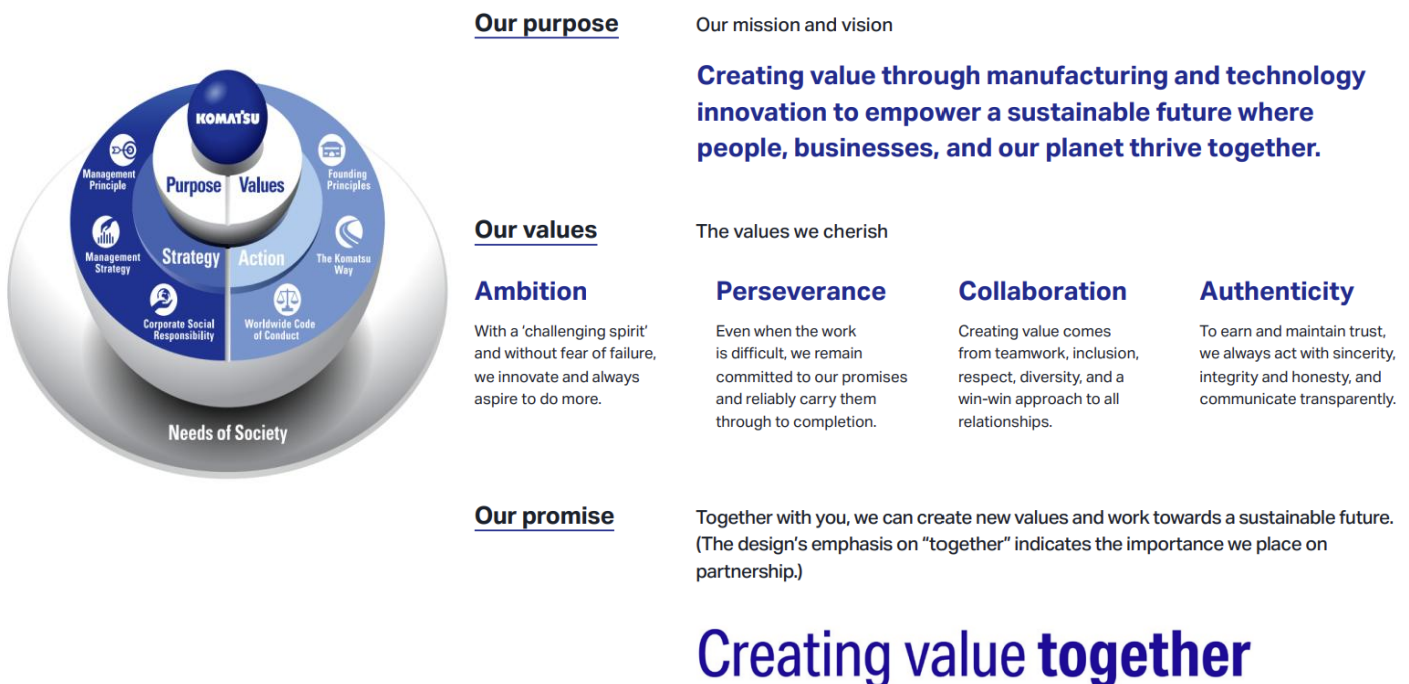 KOMATSU
Purpose
Values
Strategy
Action
Management
Principle
Management
Strategy
Corporate Social
Responsibility
Founding
Principles
The Komatsu
Way
Worldwide Code
of Conduct
Needs of Society
Our purpose
Our mission and vision
Creating value through manufacturing and technology
innovation to empower a sustainable future where
people, businesses, and our planet thrive together.
Our values
The values we cherish
Ambition
With a ‘challenging spirit’
and without fear of failure,
we innovate and always
aspire to do more.
Perseverance
Even when the work
is difficult, we remain
committed to our promises
and reliably carry them
through to completion.
Collaboration
Creating value comes
from teamwork, inclusion,
respect, diversity, and a
win-win approach to all
relationships.
Authenticity
To earn and maintain trust,
we always act with sincerity,
integrity and honesty, and
communicate transparently.
Our promise
Together with you, we can create new values and work towards a sustainable future.
(The design’s emphasis on “together” indicates the importance we place on
partnership.)
Creating value together